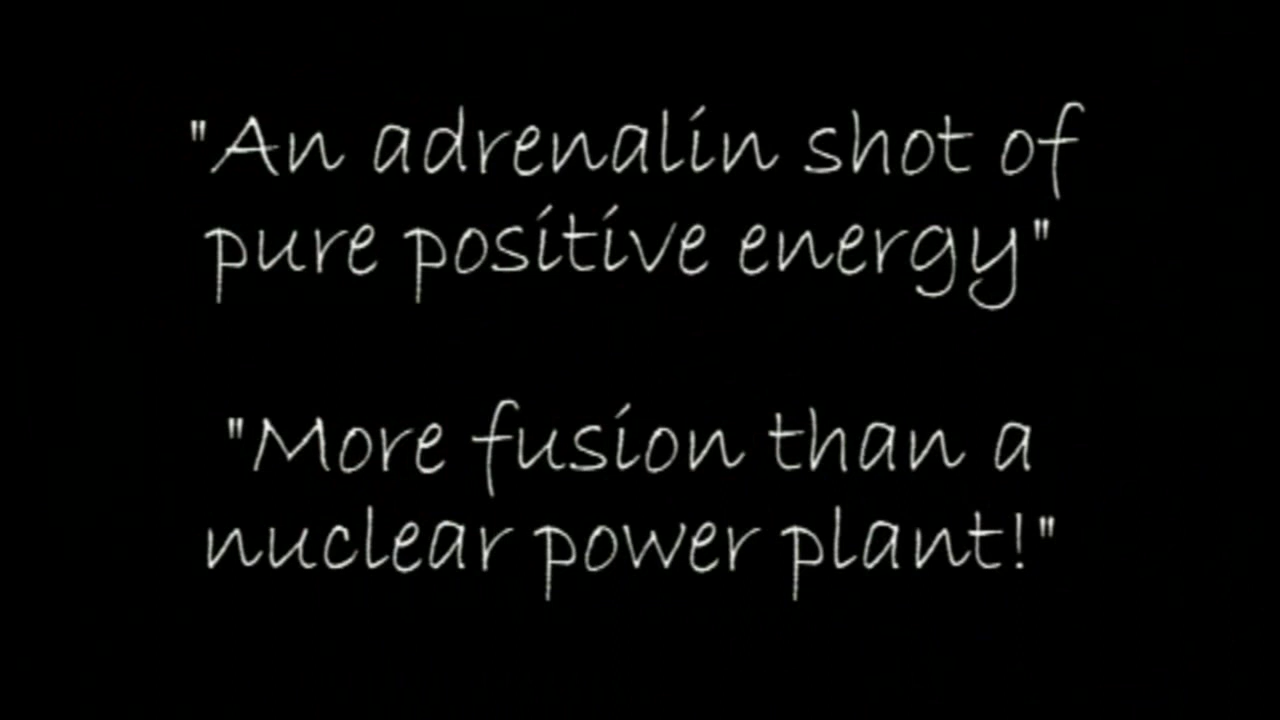 "An adrenalin shot of
pure positive energy"
"More fusion than a
nuclear power plant!"